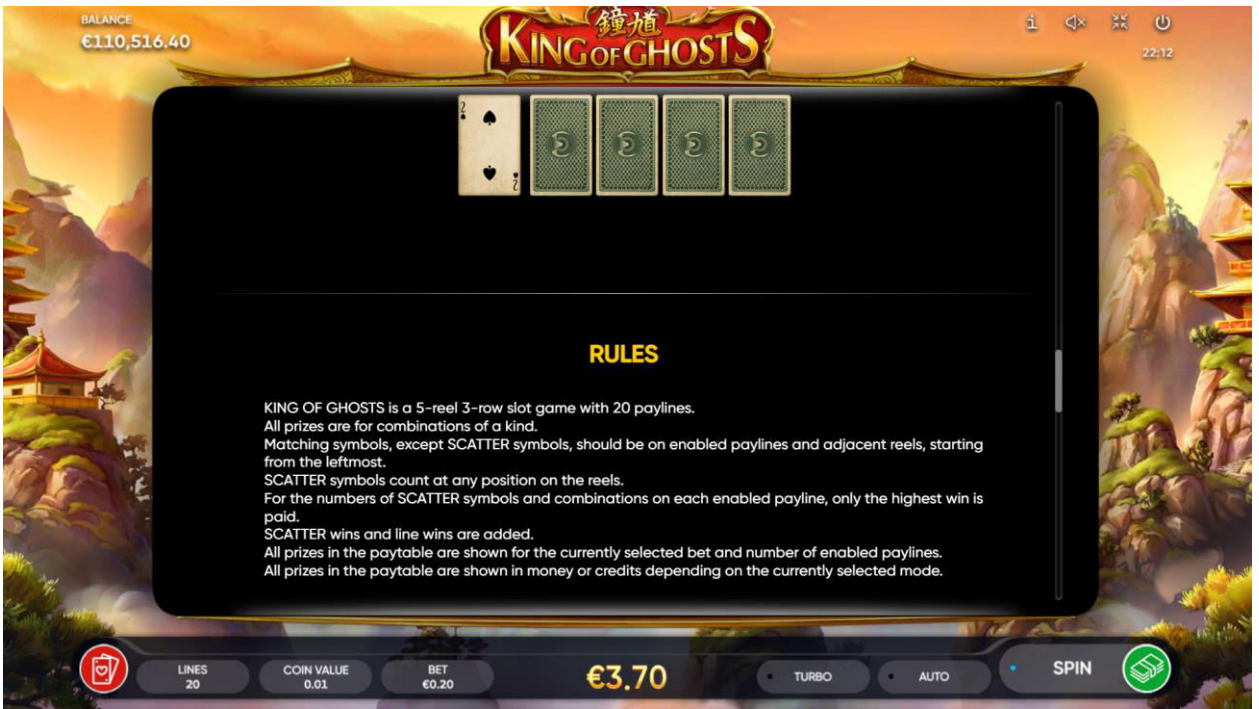 BALANCE
€110,516.40
鐘馗
KING OF GHOSTS
22:12
2
2
RULES
KING OF GHOSTS is a 5-reel 3-row slot game with 20 paylines.
All prizes are for combinations of a kind.
Matching symbols, except SCATTER symbols, should be on enabled paylines and adjacent reels, starting
from the leftmost.
SCATTER symbols count at any position on the reels.
For the numbers of SCATTER symbols and combinations on each enabled payline, only the highest win is
paid.
SCATTER wins and line wins are added.
All prizes in the paytable are shown for the currently selected bet and number of enabled paylines.
All prizes in the paytable are shown in money or credits depending on the currently selected mode.
LINES
20
COIN VALUE
0.01
BET
€0.20
€3.70
TURBO
AUTO
SPIN